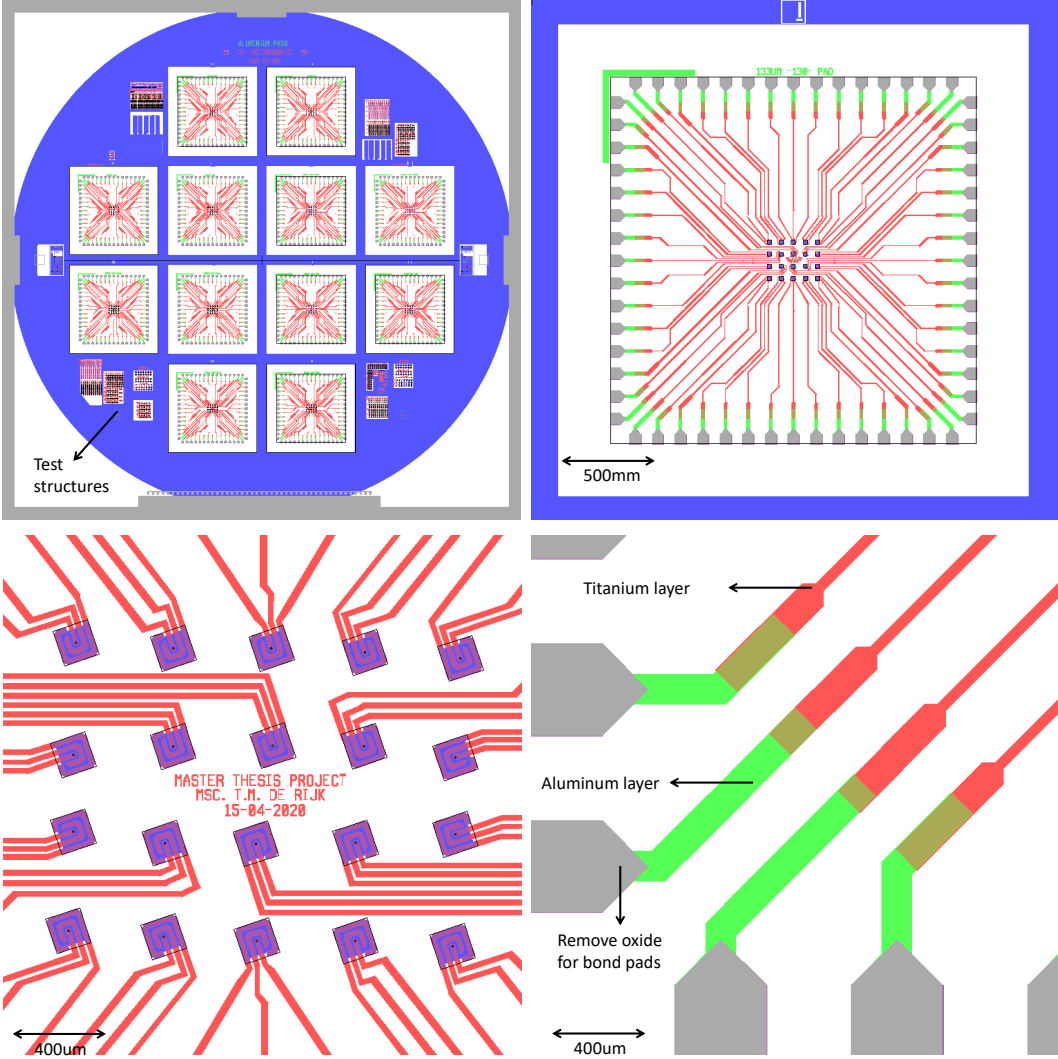 ALUMINIUM PADS
Test
structures
133UM -130- PAD
500mm
MASTER THESIS PROJECT
MSC. T.M. DE RIJK
15-04-2020
400um
Titanium layer
Aluminum layer
Remove oxide
for bond pads
400um